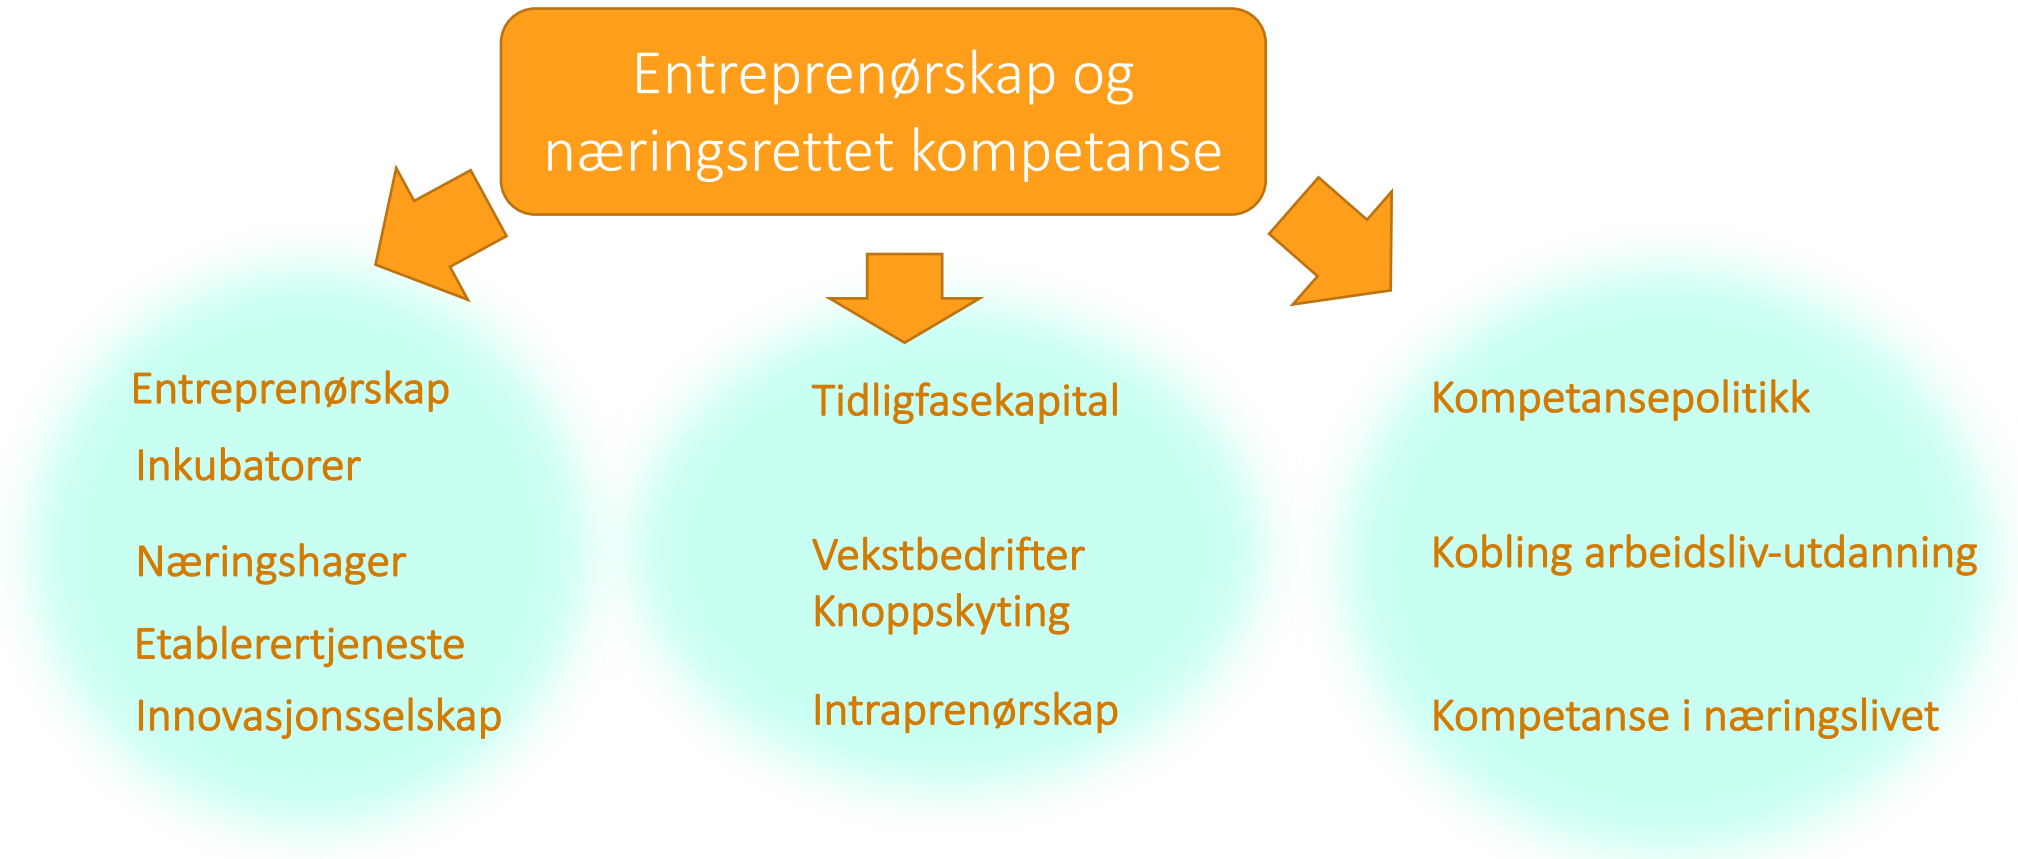 Entreprenørskap og
næringsrettet kompetanse
Entreprenørskap
Inkubatorer
Næringshager
Etablerertjeneste
Innovasjonsselskap
Tidligfasekapital
Vekstbedrifter
Knoppskyting
Intraprenørskap
Kompetansepolitikk
Kobling arbeidsliv-utdanning
Kompetanse i næringslivet